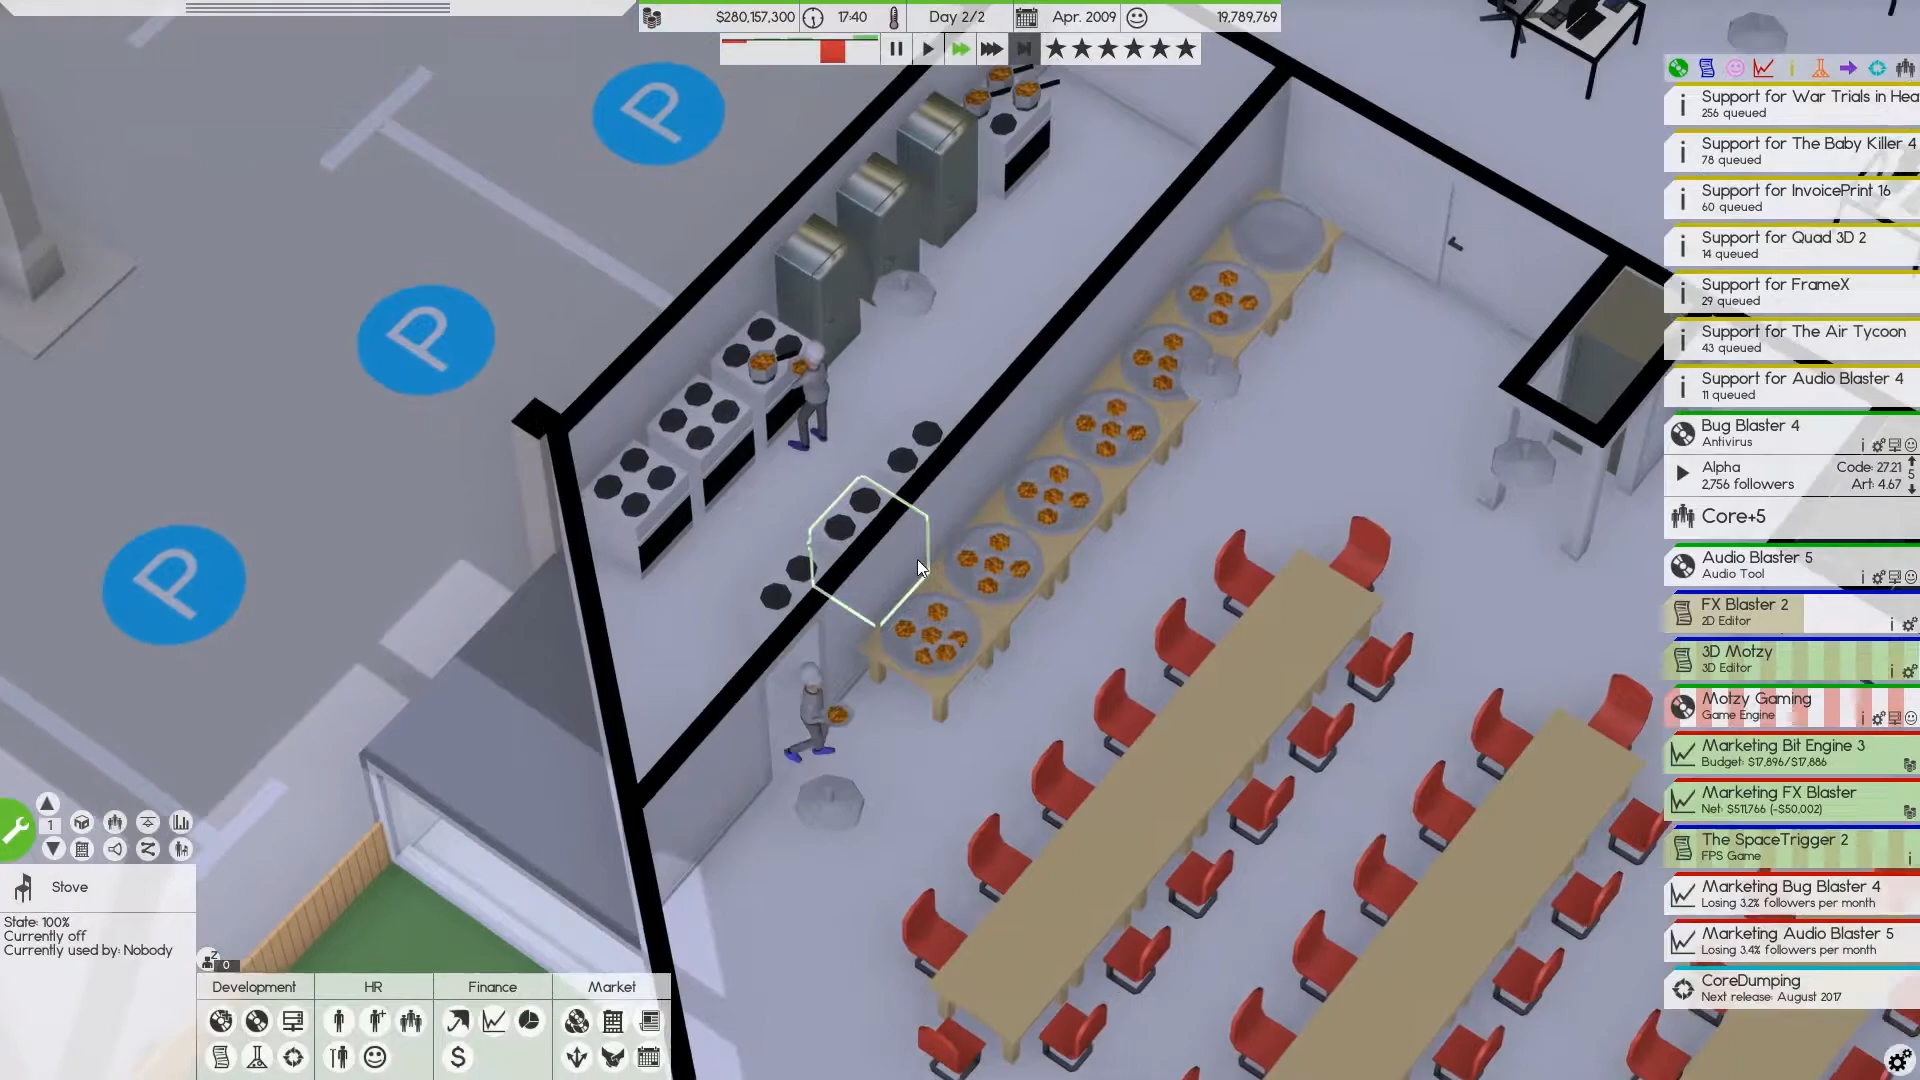 $280,157,300
17:40
Day 2/2
Apr. 2009
19,789,769
P
P
P
P
Support for War Trials in Hea
256 queued
Support for The Baby Killer 4
78 queued
Support for InvoicePrint 16
60 queued
Support for Quad 3D 2
14 queued
Support for FrameX
29 queued
Support for The Air Tycoon
43 queued
Support for Audio Blaster 4
11 queued
Bug Blaster 4
Antivirus
Alpha
2,756 followers
Code: 27.21
Art: 4.67
5
Core+5
Audio Blaster 5
Audio Tool
FX Blaster 2
2D Editor
3D Motzy
3D Editor
Motzy Gaming
Game Engine
Marketing Bit Engine 3
Budget: $17,896/$17,886
Marketing FX Blaster
Net: $511,766 (-$50,002)
The SpaceTrigger 2
FPS Game
Marketing Bug Blaster 4
Losing 3.2% followers per month
Marketing Audio Blaster 5
Losing 3.4% followers per month
CoreDumping
Next release: August 2017
1
Stove
State: 100%
Currently off
Currently used by: Nobody
z
0
Development
HR
Finance
Market